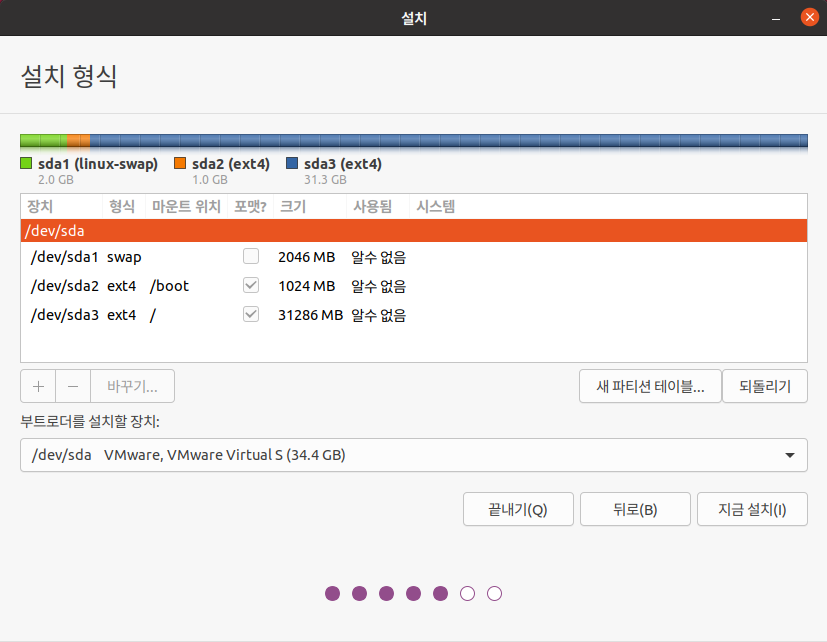 설치
설치 형식
sda1 (linux-swap) sda2 (ext4) sda3 (ext4)
2.0 GB 1.0 GB 31.3 GB
장치 형식 마운트 위치 포맷? 크기 사용됨 시스템
/dev/sda
/dev/sda1 swap 2046 MB 알수 없음
/dev/sda2 ext4 /boot 1024 MB 알수 없음
/dev/sda3 ext4 / 31286 MB 알수 없음
+ − 바꾸기... 새 파티션 테이블... 되돌리기
부트로더를 설치할 장치:
/dev/sda VMware, VMware Virtual S (34.4 GB)
끝내기(Q) 뒤로(B) 지금 설치(I)